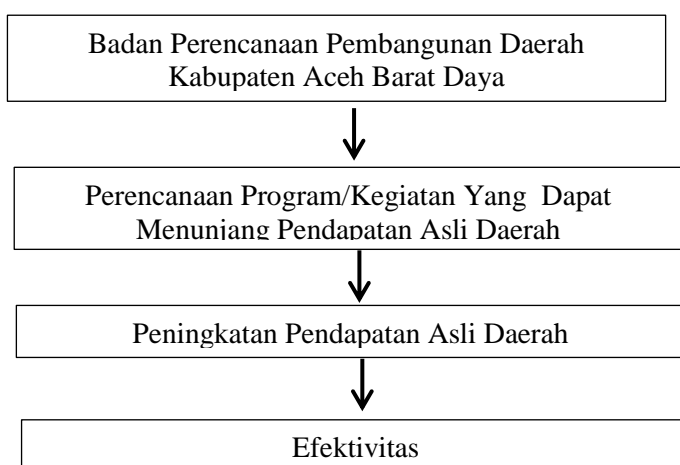 Badan Perencanaan Pembangunan Daerah
Kabupaten Aceh Barat Daya
Perencanaan Program/Kegiatan Yang Dapat
Menunjang Pendapatan Asli Daerah
Peningkatan Pendapatan Asli Daerah
Efektivitas